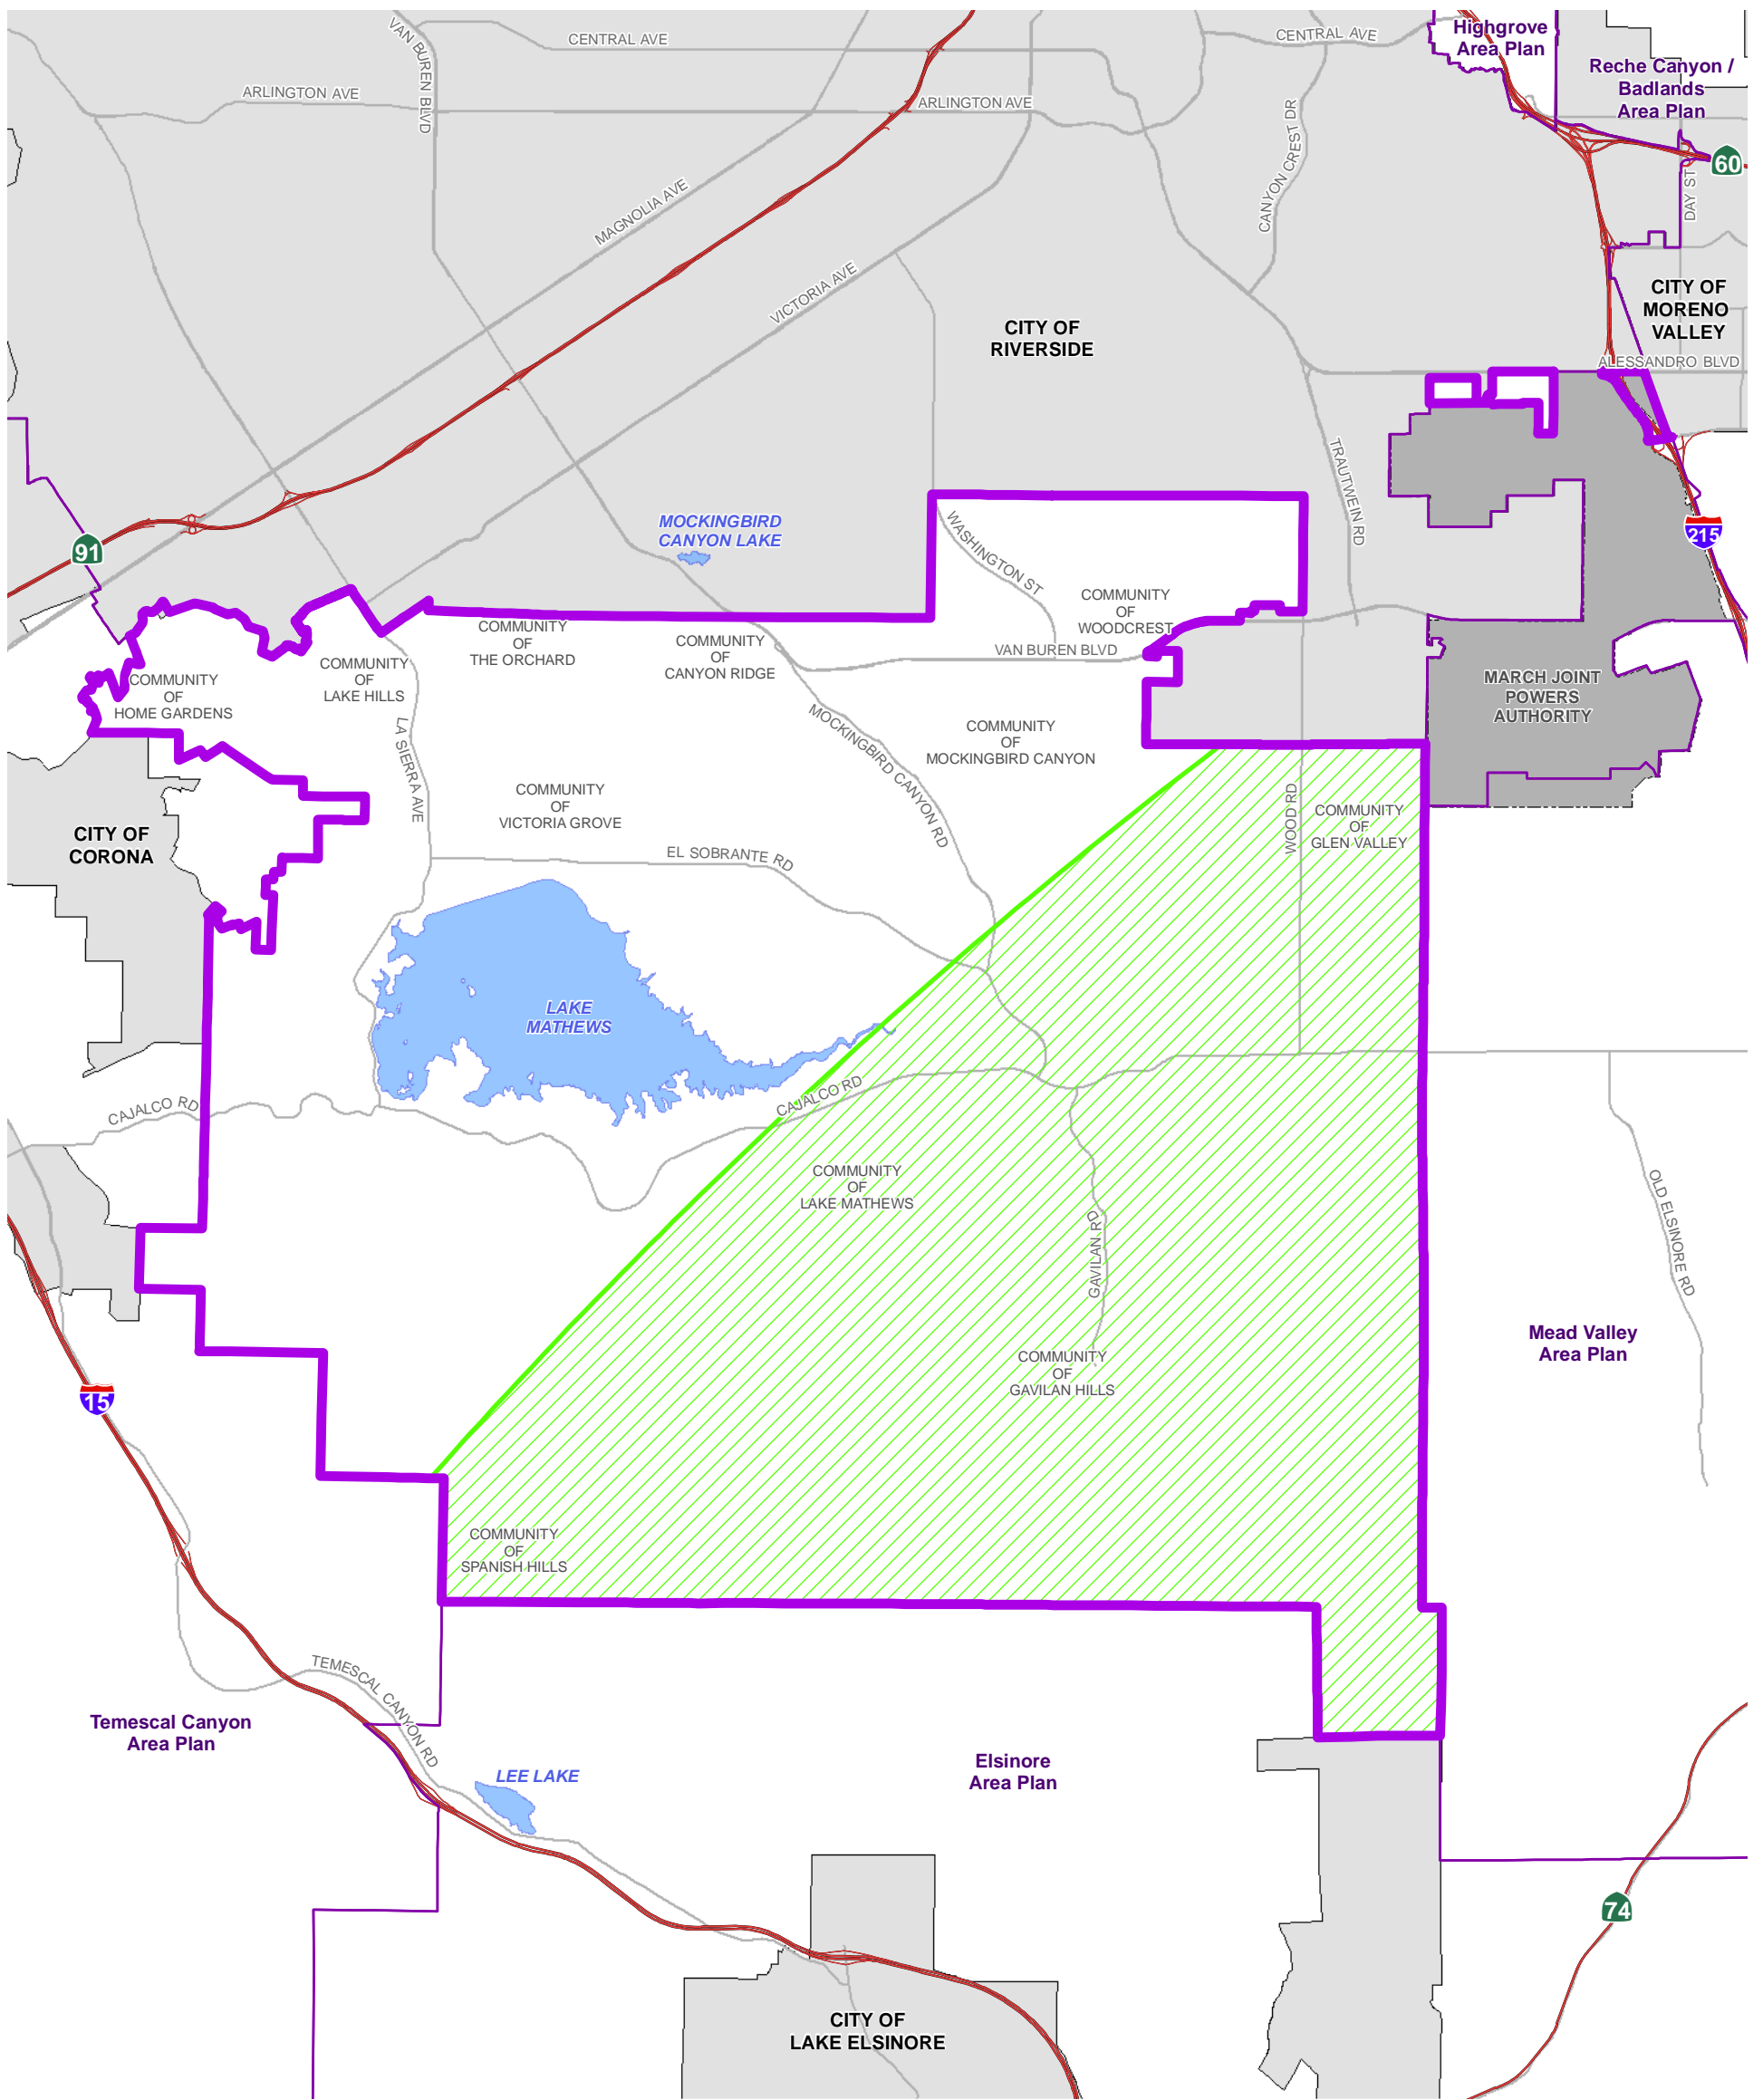 VAN BUREN BLVD
CENTRAL AVE
CENTRAL AVE
Highgrove
Area Plan
Reche Canyon /
Badlands
Area Plan
ARLINGTON AVE
ARLINGTON AVE
CANYON CREST DR
60
DAY ST
MAGNOLIA AVE
VICTORIA AVE
CITY OF
RIVERSIDE
CITY OF
MORENO
VALLEY
ALESSANDRO BLVD
TRAUTWEIN RD
91
MOCKINGBIRD
CANYON LAKE
WASHINGTON ST
215
COMMUNITY
OF
WOODCREST
COMMUNITY
OF
THE ORCHARD
COMMUNITY
OF
CANYON RIDGE
VAN BUREN BLVD
COMMUNITY
OF
LAKE HILLS
COMMUNITY
OF
HOME GARDENS
MARCH JOINT
POWERS
AUTHORITY
LA SIERRA AVE
MOCKINGBIRD CANYON RD
COMMUNITY
OF
MOCKINGBIRD CANYON
COMMUNITY
OF
VICTORIA GROVE
WOOD RD
COMMUNITY
OF
GLEN VALLEY
CITY OF
CORONA
EL SOBRANTE RD
LAKE
MATHEWS
CAJALCO RD
CAJALCO RD
COMMUNITY
OF
LAKE MATHEWS
GAVILAN RD
OLD ELSINORE RD
Mead Valley
Area Plan
COMMUNITY
OF
GAVILAN HILLS
15
COMMUNITY
OF
SPANISH HILLS
TEMESCAL CANYON RD
Temescal Canyon
Area Plan
LEE LAKE
Elsinore
Area Plan
74
CITY OF
LAKE ELSINORE